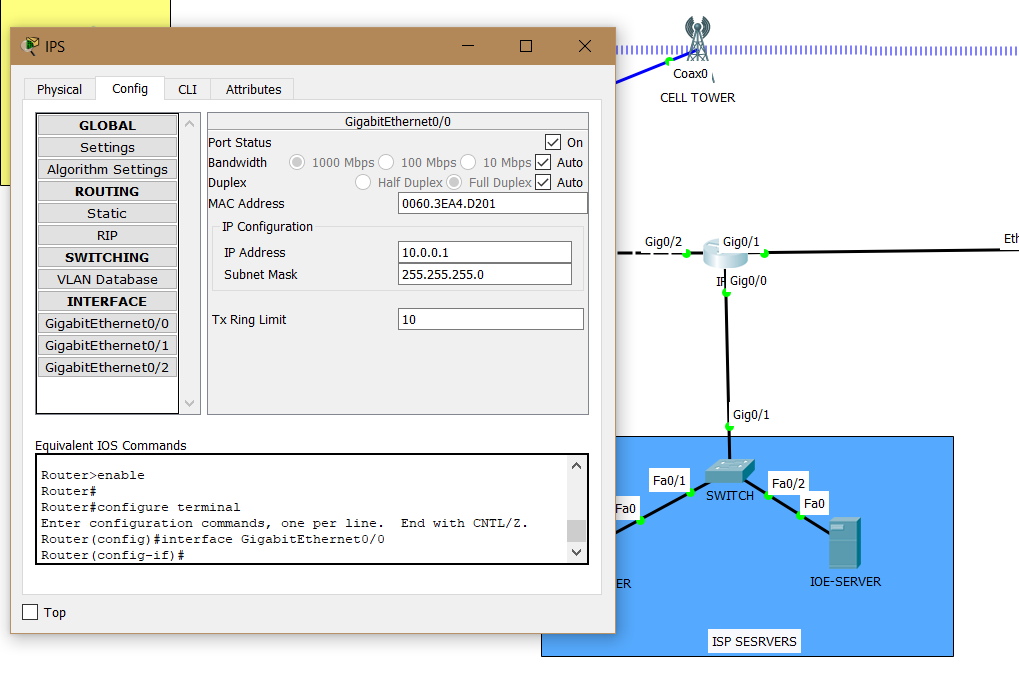 IPS
Physical
Config
CLI
Attributes
GLOBAL
Settings
Algorithm Settings
ROUTING
Static
RIP
SWITCHING
VLAN Database
INTERFACE
GigabitEthernet0/0
GigabitEthernet0/1
GigabitEthernet0/2
GigabitEthernet0/0
Port Status On
Bandwidth 1000 Mbps 100 Mbps 10 Mbps Auto
Duplex Half Duplex Full Duplex Auto
MAC Address 0060.3EA4.D201
IP Configuration
IP Address 10.0.0.1
Subnet Mask 255.255.255.0
Tx Ring Limit 10
Equivalent IOS Commands
Router>enable
Router#
Router#configure terminal
Enter configuration commands, one per line. End with CNTL/Z.
Router(config)#interface GigabitEthernet0/0
Router(config-if)#
Top
Coax0
CELL TOWER
Gig0/2
Gig0/1
Eth
Gig0/0
Gig0/1
Fa0/1
SWITCH
Fa0/2
Fa0
Fa0
ER
IOE-SERVER
ISP SESRVERS